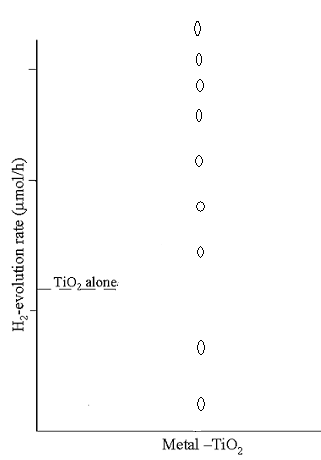 H₂-evolution rate (μmol/h)
TiO₂ alone
Metal –TiO₂